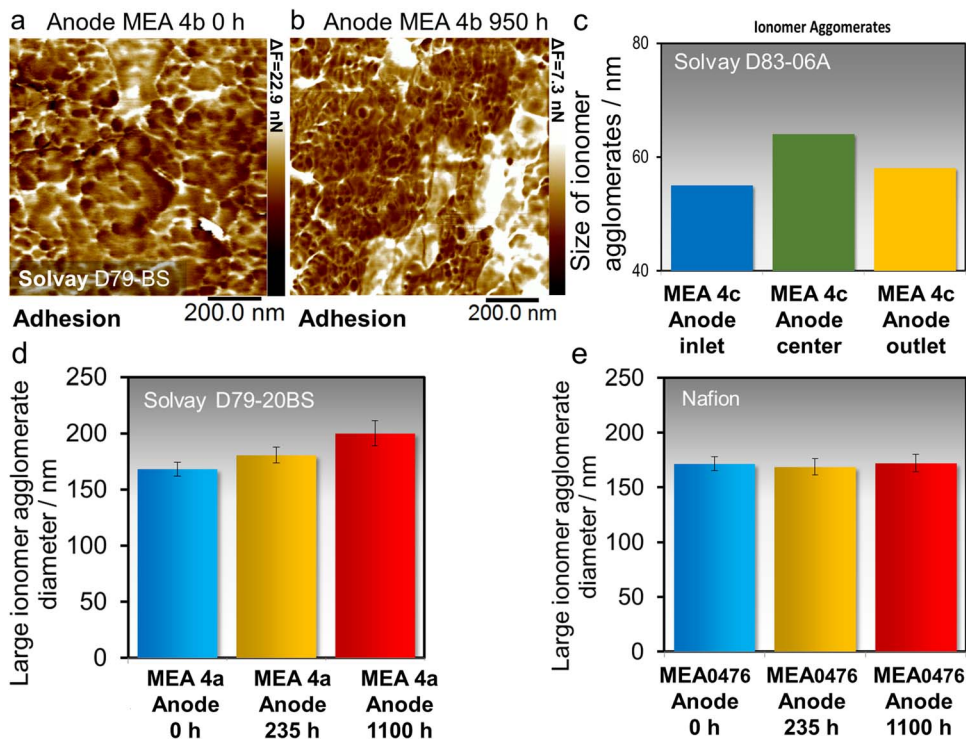 a Anode MEA 4b 0 h
ΔF=22.9 nN
Solvay D79-BS
200.0 nm
Adhesion
b Anode MEA 4b 950 h
ΔF=7.3 nN
200.0 nm
Adhesion
c
Ionomer Aggomerates
Solvay D83-06A
Size of ionomer
agglomerates / nm
80
60
40
MEA 4c
Anode
inlet
MEA 4c
Anode
center
MEA 4c
Anode
outlet
d
Solvay D79-20BS
Large ionomer agglomerate
diameter / nm
250
200
150
100
50
0
MEA 4a
Anode
0 h
MEA 4a
Anode
235 h
MEA 4a
Anode
1100 h
e
Nafion
Large ionomer agglomerate
diameter / nm
250
200
150
100
50
0
MEA0476
Anode
0 h
MEA0476
Anode
235 h
MEA0476
Anode
1100 h